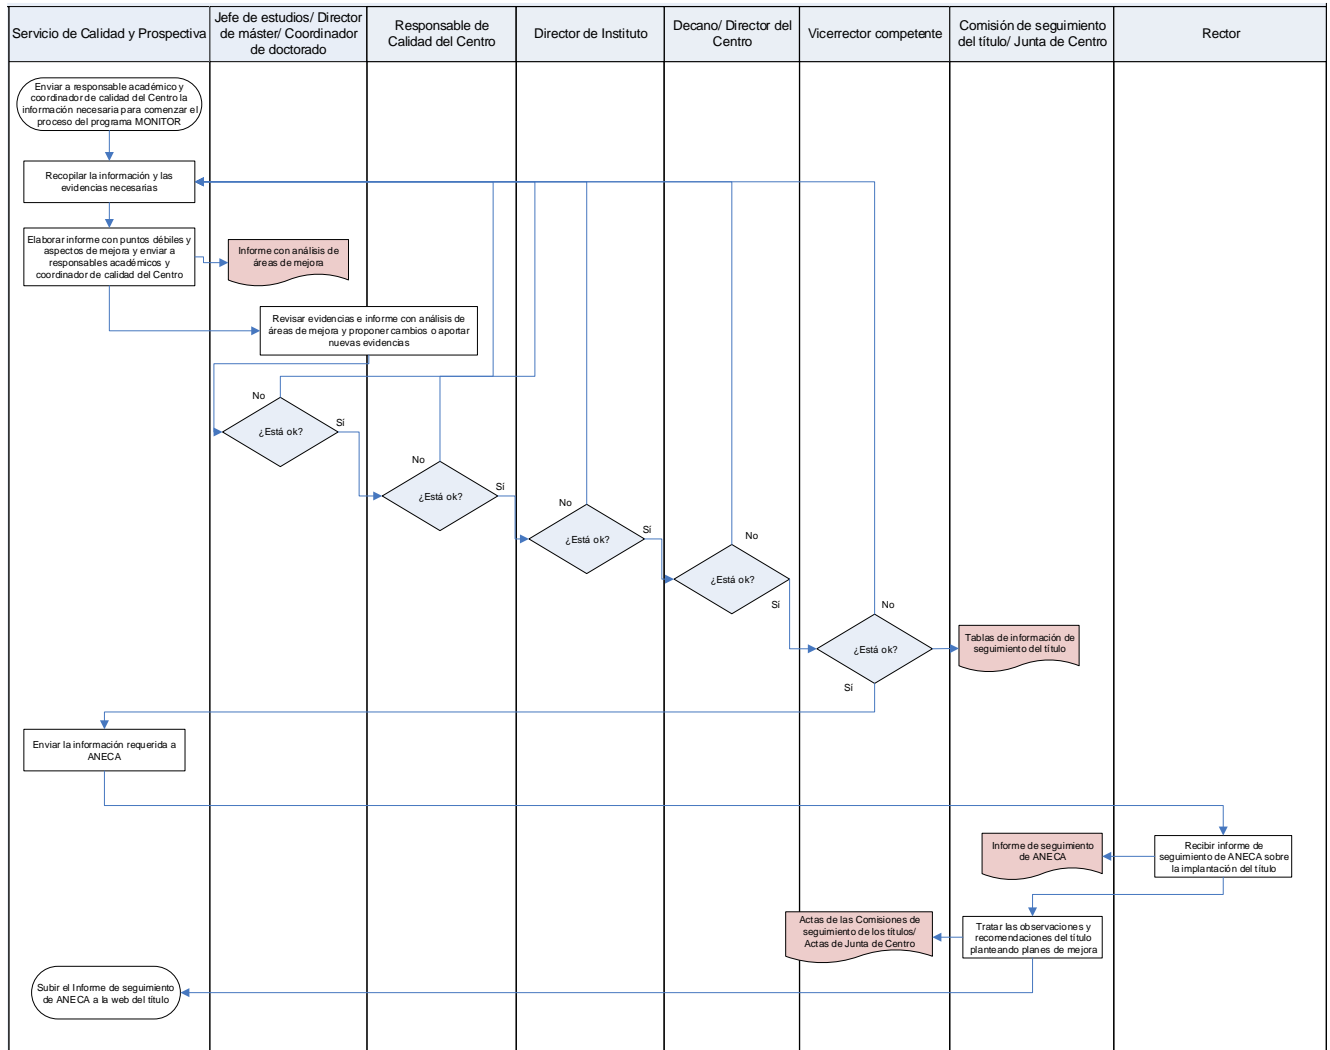 Servicio de Calidad y Prospectiva
Jefe de estudios/ Director
de máster/ Coordinador
de doctorado
Responsable de
Calidad del Centro
Director de Instituto
Decano/ Director del
Centro
Vicerrector competente
Comisión de seguimiento
del título/ Junta de Centro
Rector
Enviar a responsable académico y
coordinador de calidad del Centro la
información necesaria para comenzar el
proceso del programa MONITOR
Recopilar la información y las
evidencias necesarias
Elaborar informe con puntos débiles y
aspectos de mejora y enviar a
responsables académicos y
coordinador de calidad del Centro
Informe con análisis de
áreas de mejora
Revisar evidencias e informe con análisis de
áreas de mejora y proponer cambios o aportar
nuevas evidencias
No
¿Está ok?
Sí
No
¿Está ok?
Sí
No
¿Está ok?
Sí
No
¿Está ok?
Sí
No
¿Está ok?
Sí
Tablas de información de
seguimiento del título
Enviar la información requerida a
ANECA
Informe de seguimiento
de ANECA
Recibir informe de
seguimiento de ANECA sobre
la implantación del título
Actas de las Comisiones de
seguimiento de los títulos/
Actas de Junta de Centro
Tratar las observaciones y
recomendaciones del título
planteando planes de mejora
Subir el Informe de seguimiento
de ANECA a la web del título